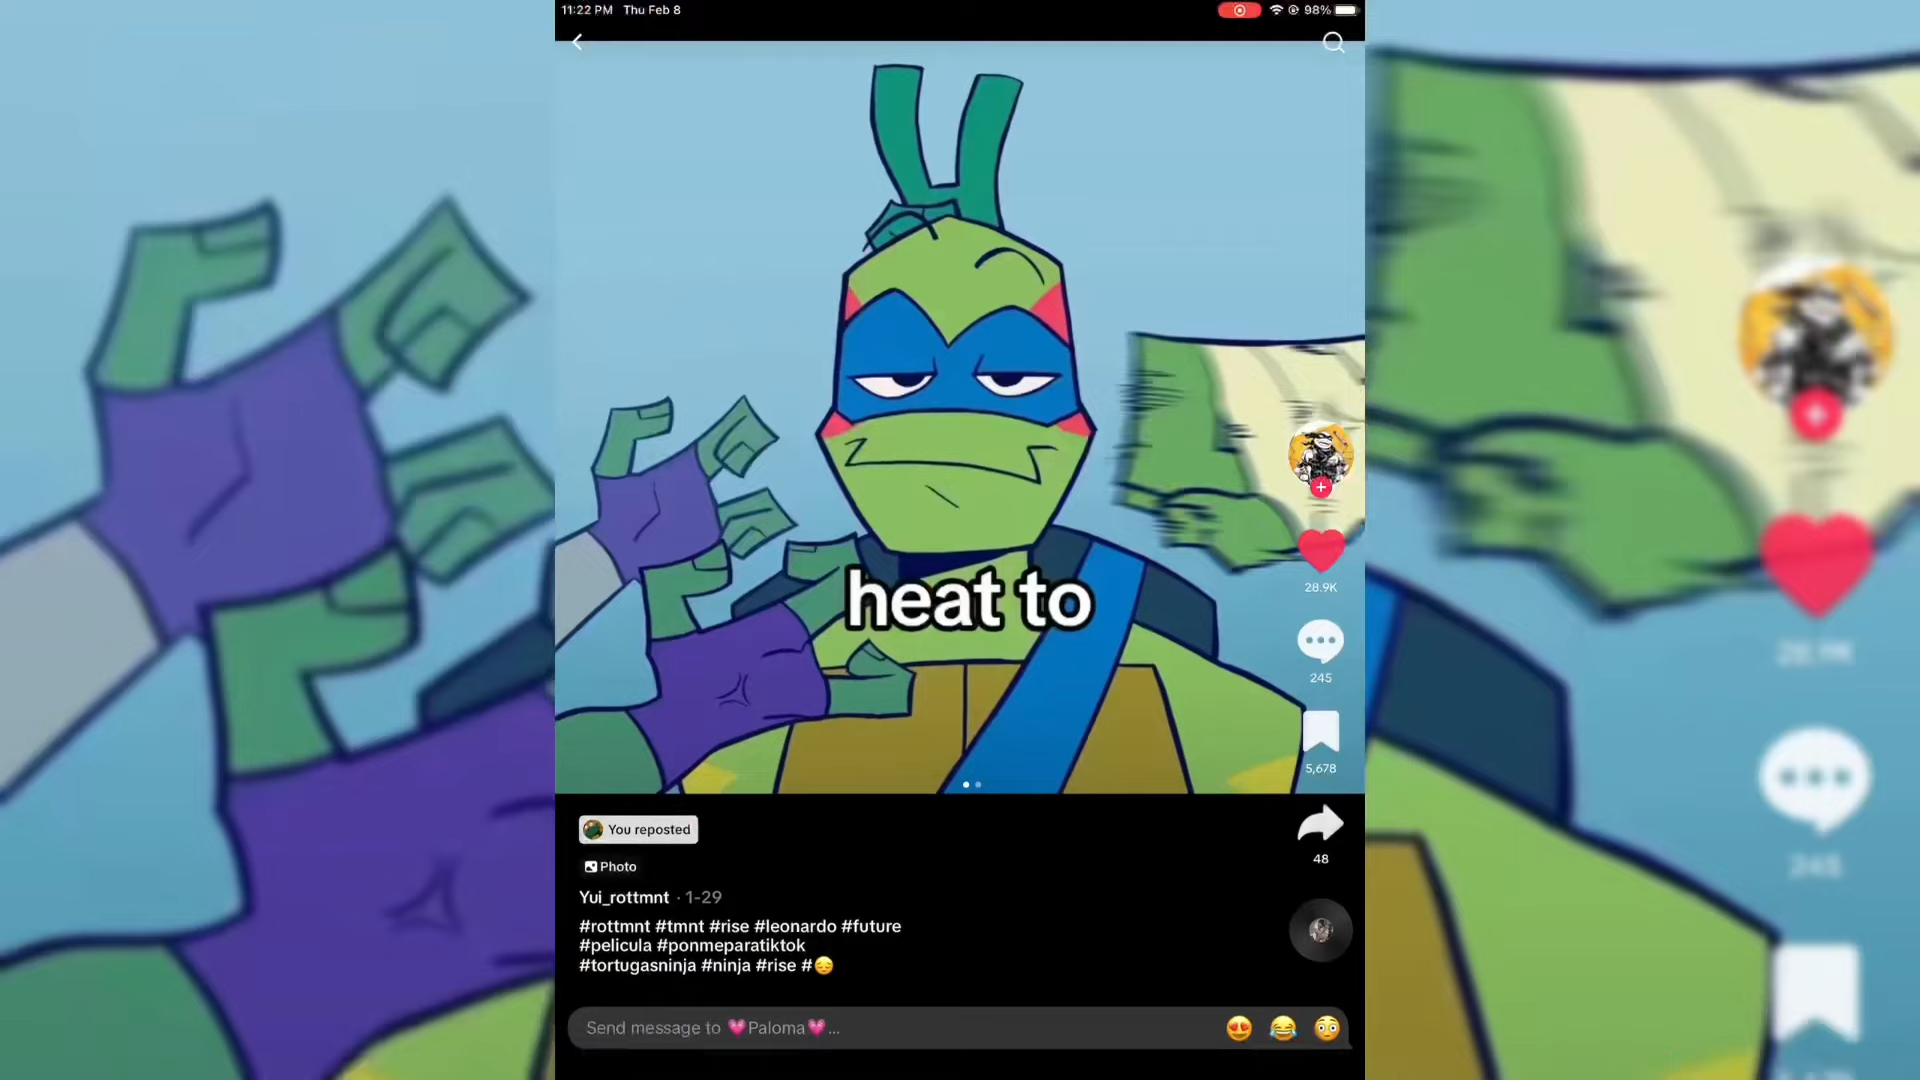 11:22 PM Thu Feb 8
98%
heat to
28.9K
245
5,678
You reposted
Photo
48
Yui_rottmnt · 1-29
#rottmnt #tmnt #rise #leonardo #future
#pelicula #ponmeparatiktok
#tortugasninja #ninja #rise #😔
Send message to 💗Paloma💗...